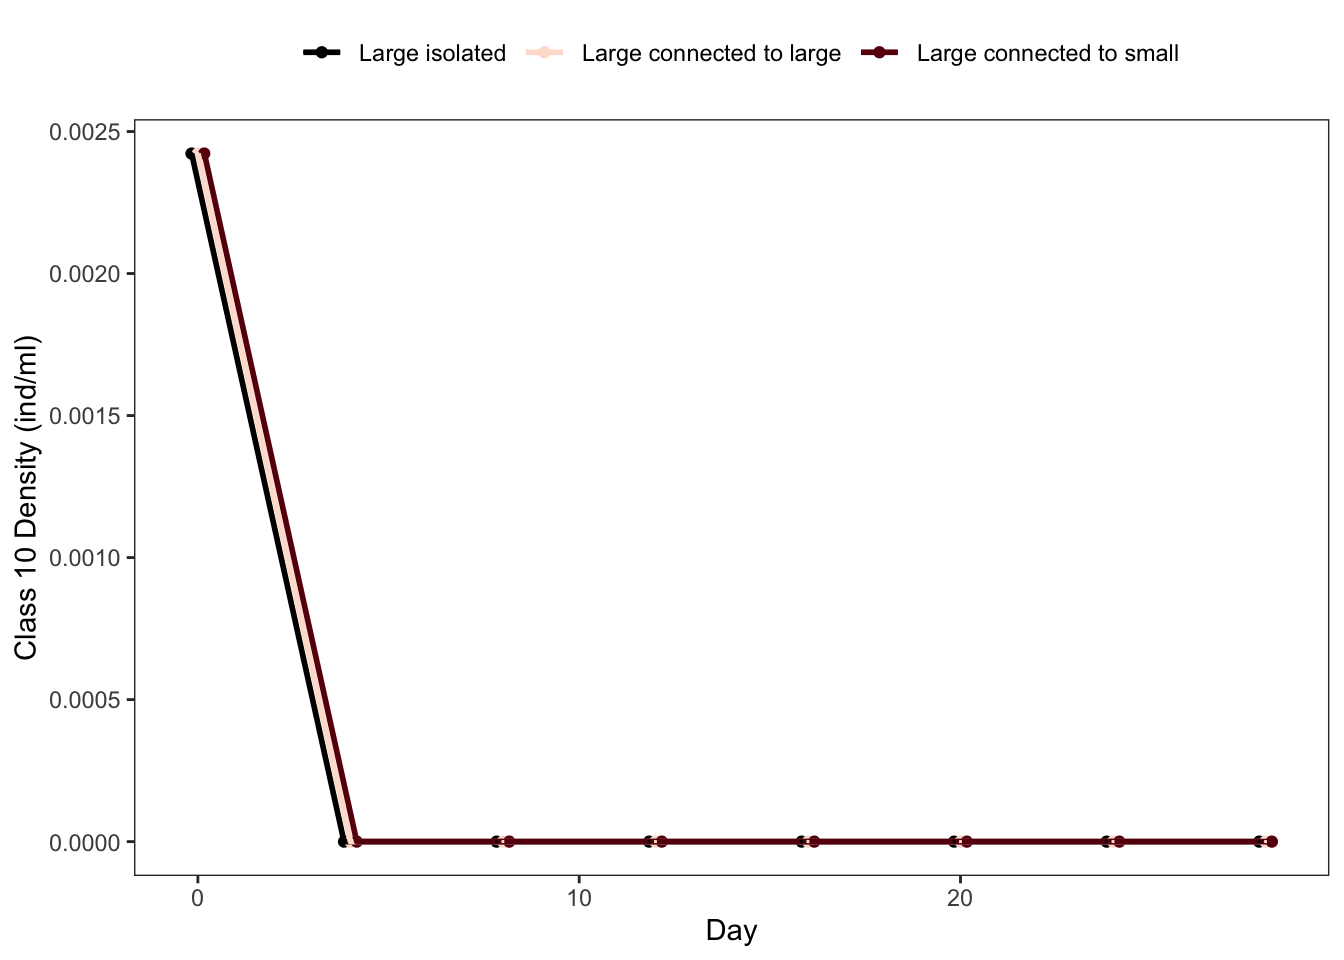 Large isolated Large connected to large Large connected to small
0.0025
0.0020
0.0015
0.0010
0.0005
0.0000
Class 10 Density (ind/ml)
0 10 20
Day